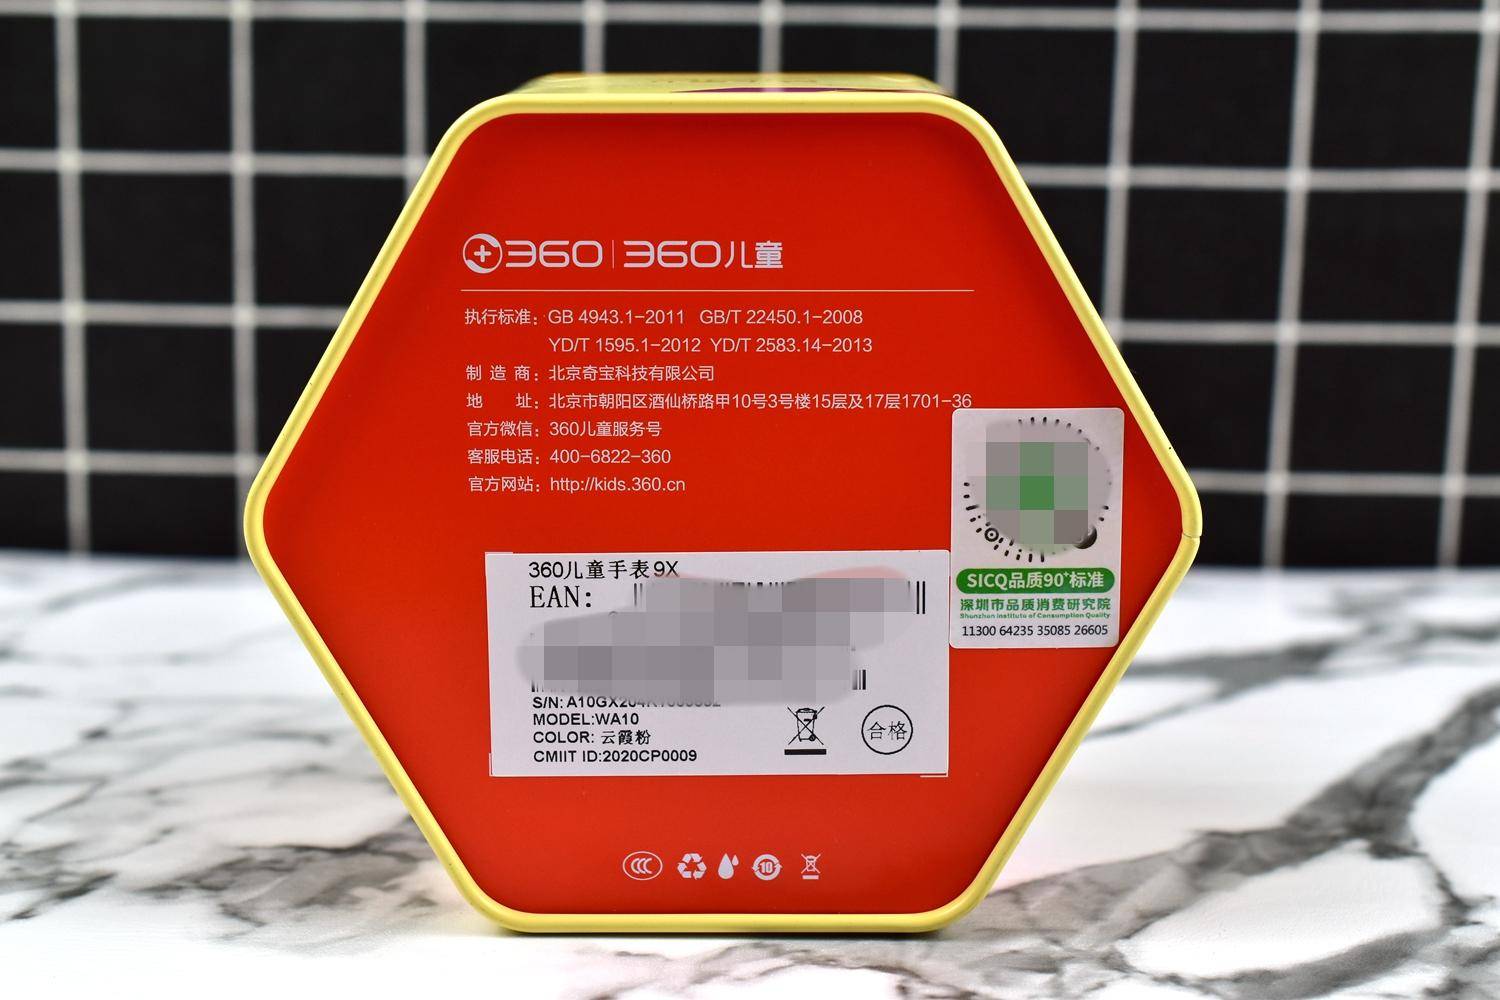 360 | 360儿童
执行标准：GB 4943.1-2011 GB/T 22450.1-2008
YD/T 1595.1-2012 YD/T 2583.14-2013
制造商：北京奇宝科技有限公司
地址：北京市朝阳区酒仙桥路甲10号3号楼15层及17层1701-36
官方微信：360儿童服务号
客服电话：400-6822-360
官方网站：http://kids.360.cn
SICQ品质90+标准
深圳市品质消费研究院
Shenzhen Institute of Consumption Quality
11300 64235 35085 26605
360儿童手表9X
EAN:
S/N:
MODEL:WA10
COLOR: 云霞粉
CMIIT ID:2020CP0009
合格
CCC
10